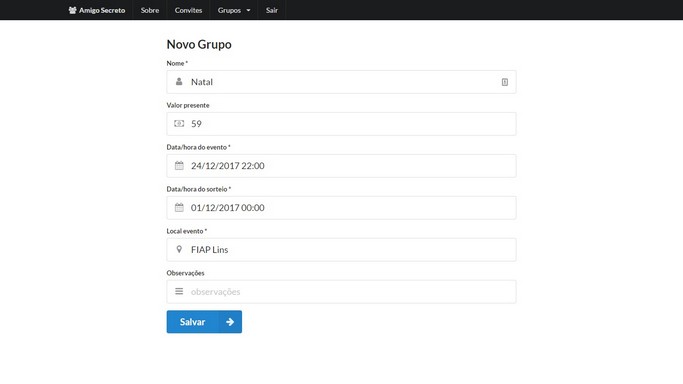 Amigo Secreto Sobre Convites Grupos Sair
Novo Grupo
Nome *
Natal
Valor presente
59
Data/hora do evento *
24/12/2017 22:00
Data/hora do sorteio *
01/12/2017 00:00
Local evento *
FIAP Lins
Observações
observações
Salvar